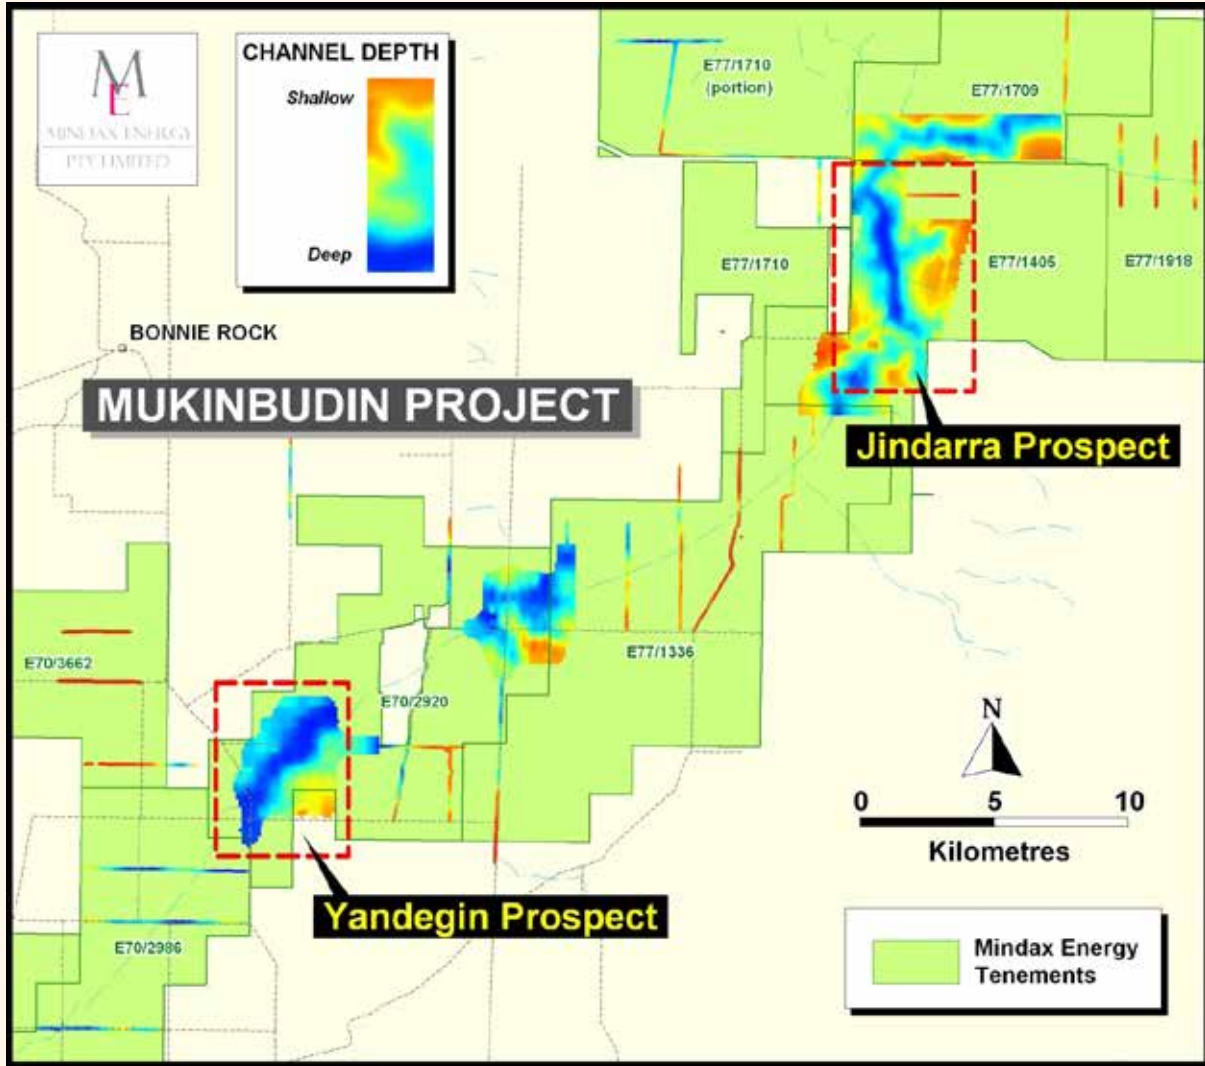 MINDAX ENERGY
PTY LIMITED
CHANNEL DEPTH
Shallow
Deep
E77/1710
(portion)
E77/1709
E77/1710
E77/1405
E77/1918
BONNIE ROCK
MUKINBUDIN PROJECT
Jindarra Prospect
E70/3662
E77/1336
E70/2920
N
0 5 10
Kilometres
Yandegin Prospect
E70/2986
Mindax Energy
Tenements